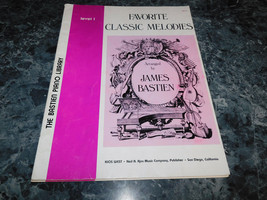 FAVORITE
CLASSIC MELODIES
Arranged
by
JAMES
BASTIEN
THE BASTIEN PIANO LIBRARY
Neil A. Kjos Music Company, Publisher • San Diego, California